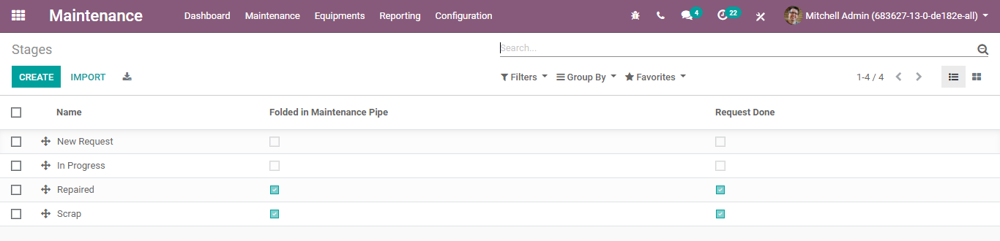 Maintenance Dashboard Maintenance Equipments Reporting Configuration 4 22 Mitchell Admin (683627-13-0-de182e-all)
Stages Search...
CREATE IMPORT Filters Group By Favorites 1-4 / 4
Name Folded in Maintenance Pipe Request Done
New Request
In Progress
Repaired
Scrap